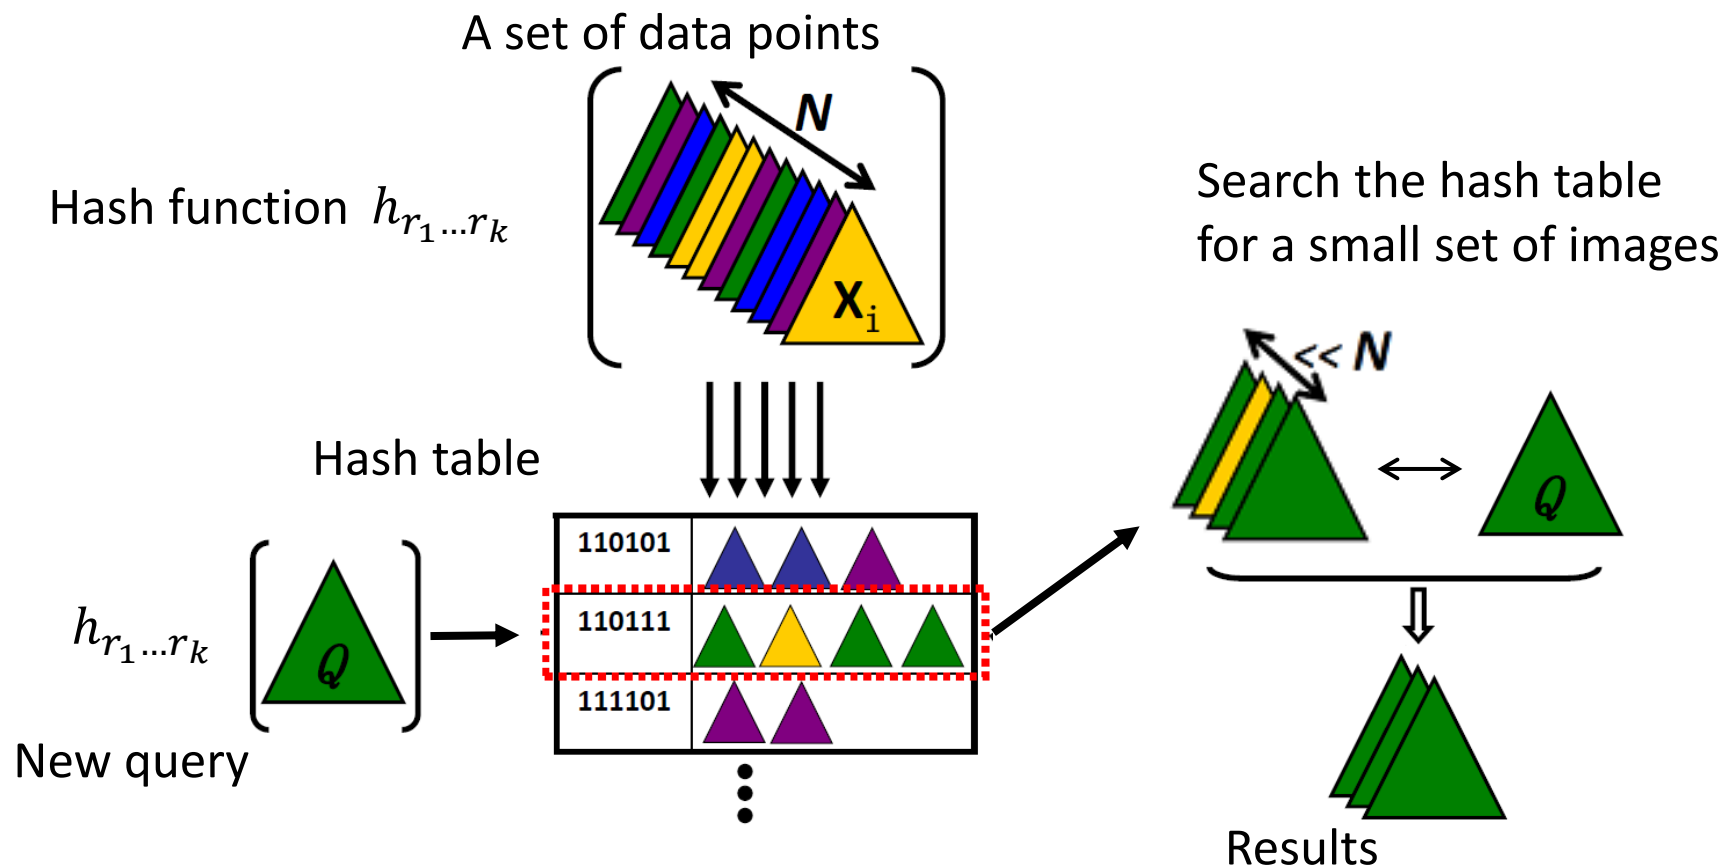 A set of data points
N
Hash function h_{r_1...r_k}
X_i
Search the hash table
for a small set of images
<< N
Hash table
Q
110101
110111
111101
h_{r_1...r_k}
Q
New query
Results